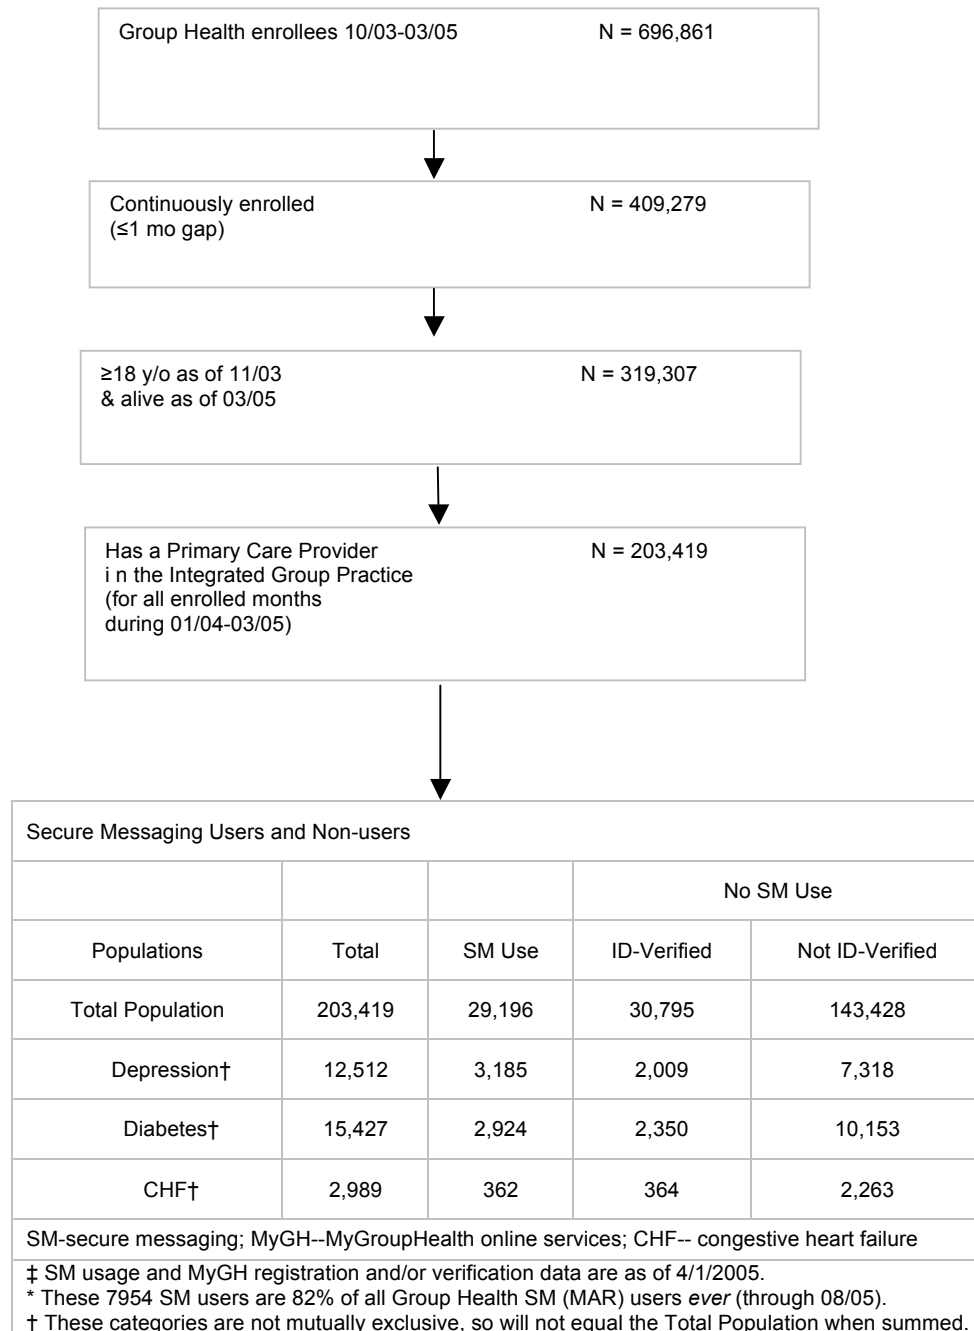 Group Health enrollees 10/03-03/05 N = 696,861
Continuously enrolled N = 409,279
(≤1 mo gap)
≥18 y/o as of 11/03 N = 319,307
& alive as of 03/05
Has a Primary Care Provider N = 203,419
i n the Integrated Group Practice
(for all enrolled months
during 01/04-03/05)
Secure Messaging Users and Non-users
No SM Use
Populations Total SM Use ID-Verified Not ID-Verified
Total Population 203,419 29,196 30,795 143,428
Depression† 12,512 3,185 2,009 7,318
Diabetes† 15,427 2,924 2,350 10,153
CHF† 2,989 362 364 2,263
SM-secure messaging; MyGH--MyGroupHealth online services; CHF-- congestive heart failure
‡ SM usage and MyGH registration and/or verification data are as of 4/1/2005.
* These 7954 SM users are 82% of all Group Health SM (MAR) users ever (through 08/05).
† These categories are not mutually exclusive, so will not equal the Total Population when summed.